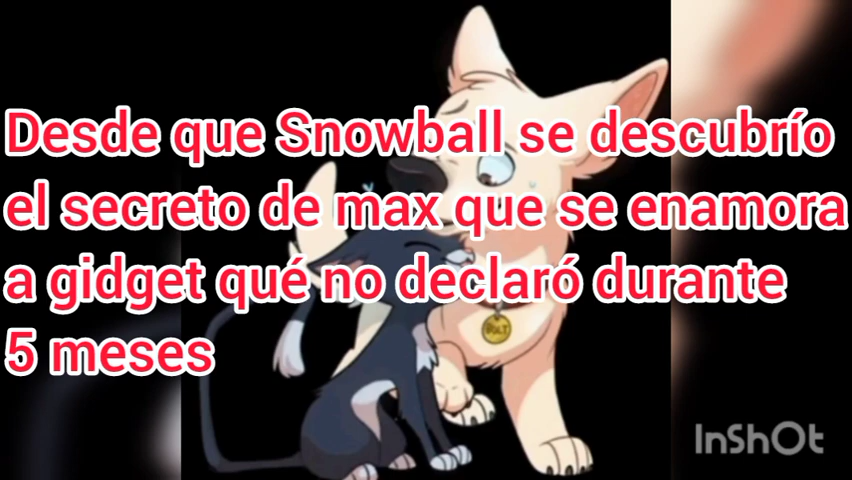 Desde que Snowball se descubrío
el secreto de max que se enamora
a gidget qué no declaró durante
5 meses
BOLT
InShOt